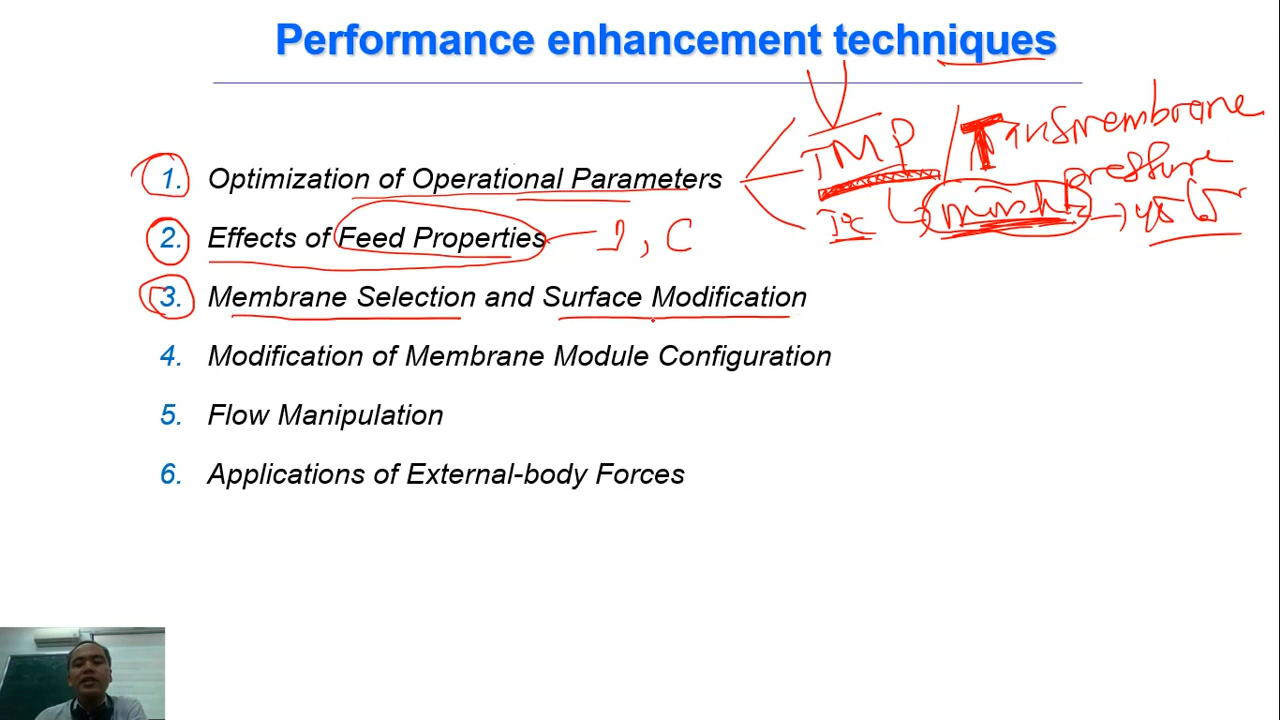 Performance enhancement techniques
1. Optimization of Operational Parameters
TMP
Transmembrane
pressure
2. Effects of Feed Properties
C
3. Membrane Selection and Surface Modification
4. Modification of Membrane Module Configuration
5. Flow Manipulation
6. Applications of External-body Forces